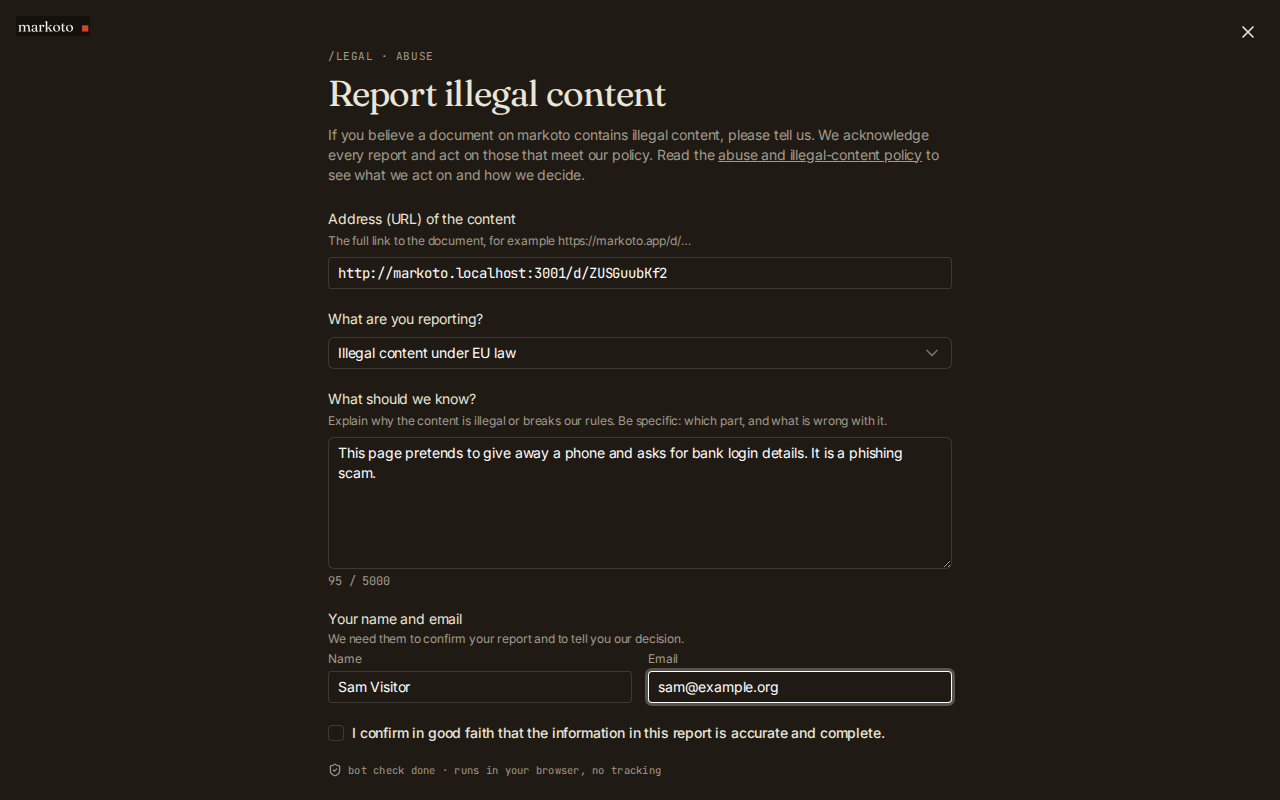 markoto
/LEGAL · ABUSE
Report illegal content
If you believe a document on markoto contains illegal content, please tell us. We acknowledge
every report and act on those that meet our policy. Read the abuse and illegal-content policy to
see what we act on and how we decide.
Address (URL) of the content
The full link to the document, for example https://markoto.app/d/…
http://markoto.localhost:3001/d/ZUSGuubKf2
What are you reporting?
Illegal content under EU law
What should we know?
Explain why the content is illegal or breaks our rules. Be specific: which part, and what is wrong with it.
This page pretends to give away a phone and asks for bank login details. It is a phishing
scam.
95 / 5000
Your name and email
We need them to confirm your report and to tell you our decision.
Name Email
Sam Visitor sam@example.org
I confirm in good faith that the information in this report is accurate and complete.
bot check done · runs in your browser, no tracking